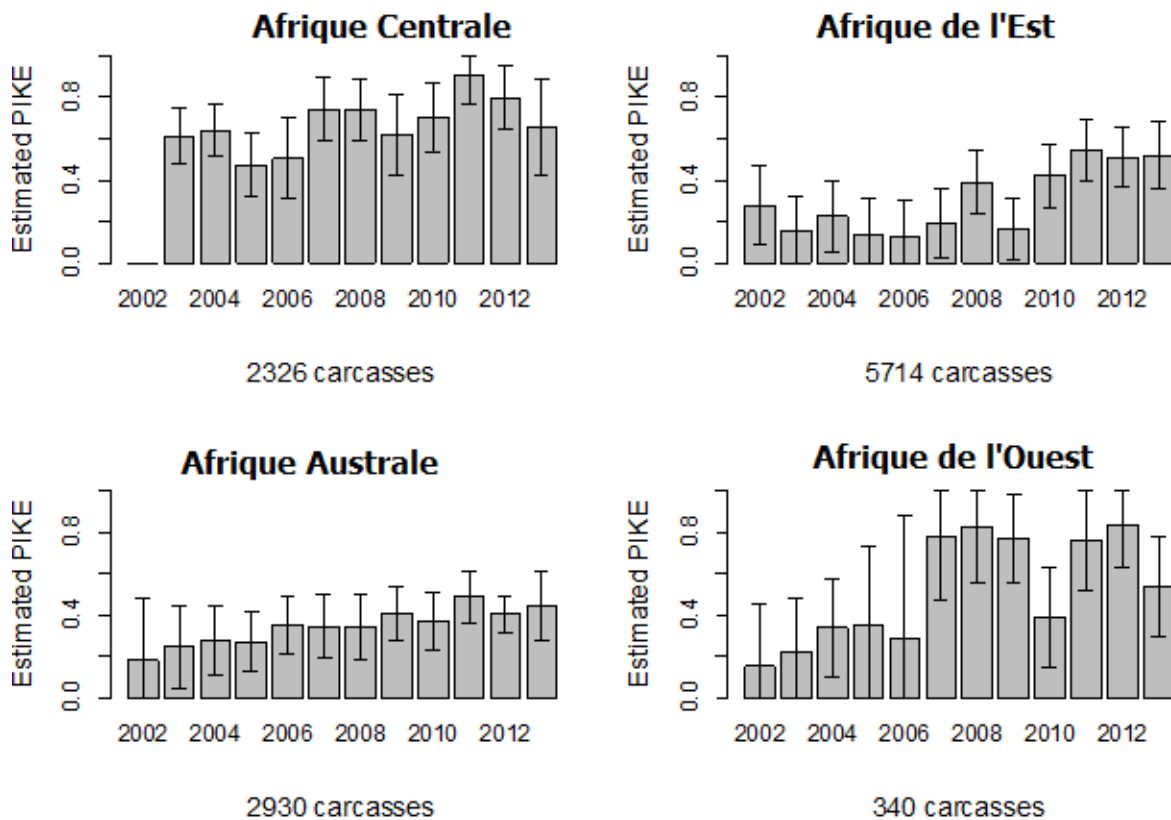 Afrique Centrale
Estimated PIKE
0.0 0.4 0.8
2002 2004 2006 2008 2010 2012
2326 carcasses
Afrique de l'Est
Estimated PIKE
0.0 0.4 0.8
2002 2004 2006 2008 2010 2012
5714 carcasses
Afrique Australe
Estimated PIKE
0.0 0.4 0.8
2002 2004 2006 2008 2010 2012
2930 carcasses
Afrique de l'Ouest
Estimated PIKE
0.0 0.4 0.8
2002 2004 2006 2008 2010 2012
340 carcasses